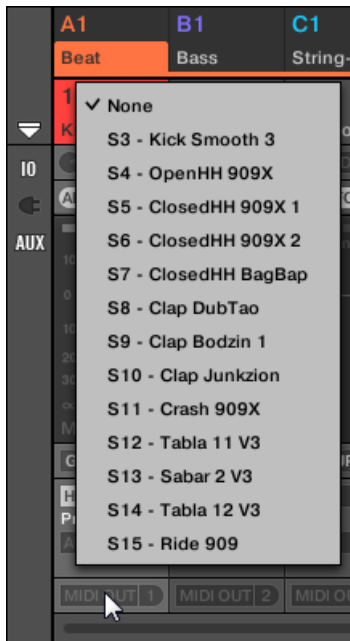 A1 B1 C1
Beat Bass String-
1
✓ None
S3 - Kick Smooth 3
S4 - OpenHH 909X
S5 - ClosedHH 909X 1
IO
S6 - ClosedHH 909X 2
AUX
S7 - ClosedHH BagBap
S8 - Clap DubTao
S9 - Clap Bodzin 1
S10 - Clap Junkzion
S11 - Crash 909X
S12 - Tabla 11 V3
S13 - Sabar 2 V3
S14 - Tabla 12 V3
S15 - Ride 909
MIDI OUT 1 MIDI OUT 2 MIDI OU